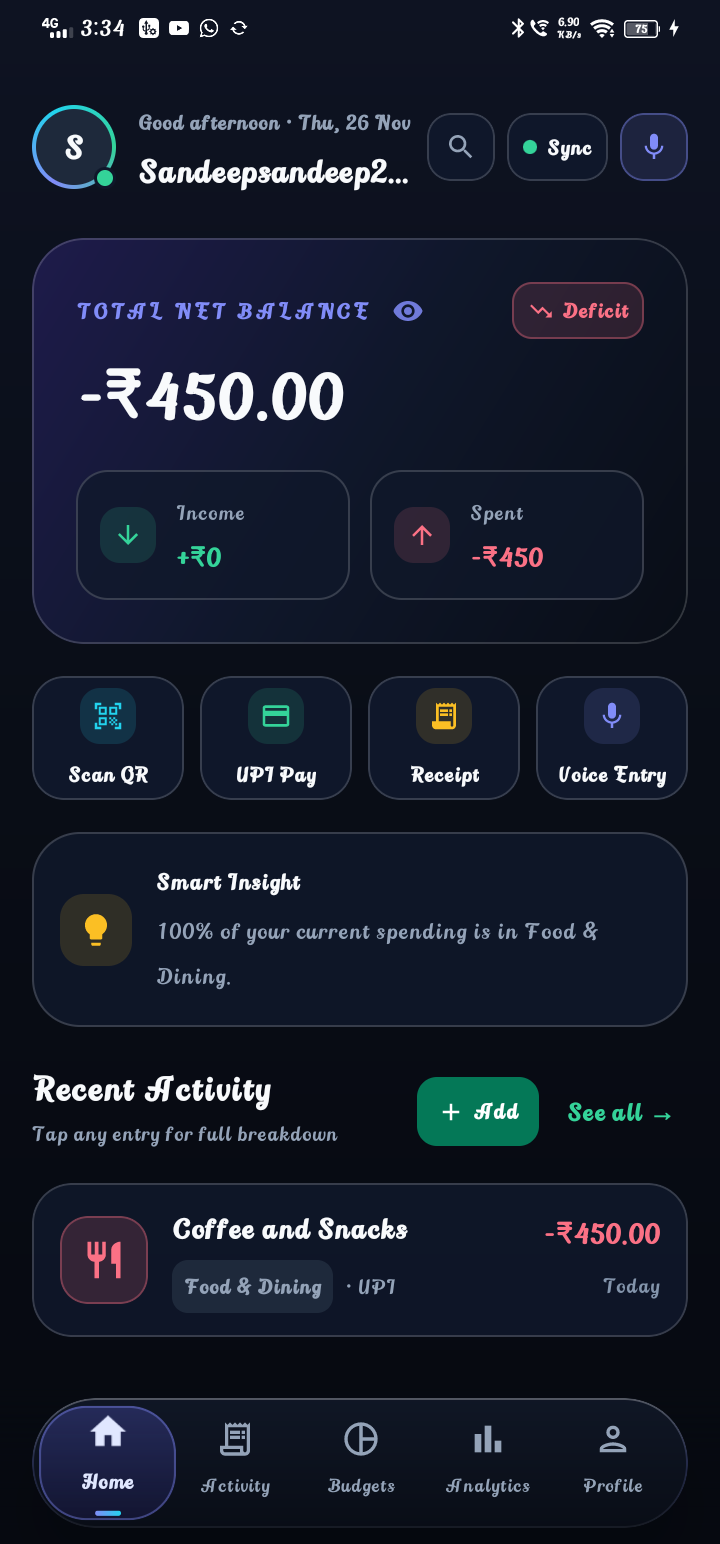 4G 3:34 6.90 KB/s 75
S
Good afternoon · Thu, 26 Nov
Sandeepsandeep2...
Sync
TOTAL NET BALANCE
Deficit
-₹450.00
Income
+₹0
Spent
-₹450
Scan QR
UPI Pay
Receipt
Voice Entry
Smart Insight
100% of your current spending is in Food &
Dining.
Recent Activity
Tap any entry for full breakdown
+ Add
See all →
Coffee and Snacks
-₹450.00
Food & Dining · UPI
Today
Home
Activity
Budgets
Analytics
Profile